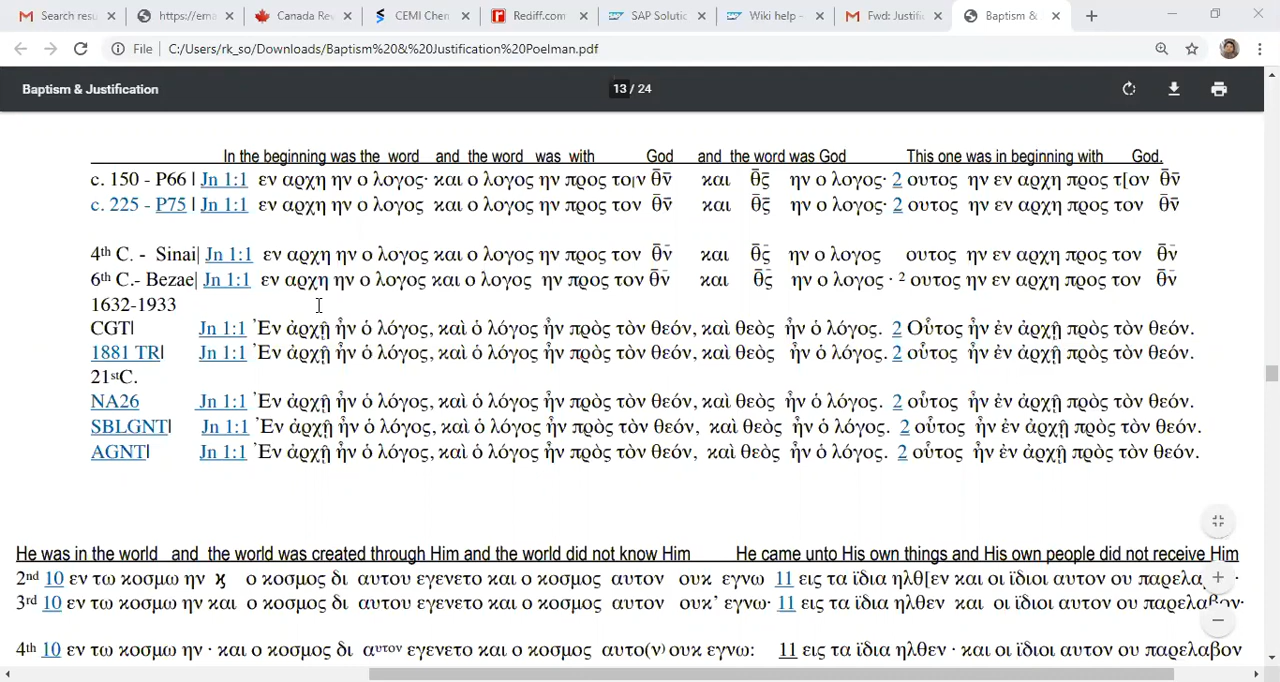 Search resu
https://ema
Canada Rev
CEMI Chen
Rediff.com
SAP Solutic
Wiki help -
Fwd: Justifi
Baptism &
File C:/Users/rk_so/Downloads/Baptism%20&%20Justification%20Poelman.pdf
Baptism & Justification 13 / 24
In the beginning was the word and the word was with God and the word was God This one was in beginning with God.
c. 150 - P66 | Jn 1:1 εν αρχη ην ο λογος· και ο λογος ην προς το|ν θ̄ν̄ και θ̄ς̄ ην ο λογος· 2 ουτος ην εν αρχη προς τ[ον θ̄ν̄
c. 225 - P75 | Jn 1:1 εν αρχη ην ο λογος· και ο λογος ην προς τον θ̄ν̄ και θ̄ς̄ ην ο λογος· 2 ουτος ην εν αρχη προς τον θ̄ν̄
4th C. - Sinai| Jn 1:1 εν αρχη ην ο λογος και ο λογος ην προς τον θ̄ν̄ και θ̄ς̄ ην ο λογος ουτος ην εν αρχη προς τον θ̄ν̄
6th C.- Bezae| Jn 1:1 εν αρχη ην ο λογος και ο λογος ην προς τον θ̄ν̄ και θ̄ς̄ ην ο λογος · 2 ουτος ην εν αρχη προς τον θ̄ν̄
1632-1933
CGT| Jn 1:1 Ἐν ἀρχῇ ἦν ὁ λόγος, καὶ ὁ λόγος ἦν πρὸς τὸν θεόν, καὶ θεὸς ἦν ὁ λόγος. 2 Οὗτος ἦν ἐν ἀρχῇ πρὸς τὸν θεόν.
1881 TR| Jn 1:1 Ἐν ἀρχῇ ἦν ὁ λόγος, καὶ ὁ λόγος ἦν πρὸς τὸν θεόν, καὶ θεὸς ἦν ὁ λόγος. 2 οὗτος ἦν ἐν ἀρχῇ πρὸς τὸν θεόν.
21stC.
NA26 Jn 1:1 Ἐν ἀρχῇ ἦν ὁ λόγος, καὶ ὁ λόγος ἦν πρὸς τὸν θεόν, καὶ θεὸς ἦν ὁ λόγος. 2 οὗτος ἦν ἐν ἀρχῇ πρὸς τὸν θεόν.
SBLGNT| Jn 1:1 Ἐν ἀρχῇ ἦν ὁ λόγος, καὶ ὁ λόγος ἦν πρὸς τὸν θεόν, καὶ θεὸς ἦν ὁ λόγος. 2 οὗτος ἦν ἐν ἀρχῇ πρὸς τὸν θεόν.
AGNT| Jn 1:1 Ἐν ἀρχῇ ἦν ὁ λόγος, καὶ ὁ λόγος ἦν πρὸς τὸν θεόν, καὶ θεὸς ἦν ὁ λόγος. 2 οὗτος ἦν ἐν ἀρχῇ πρὸς τὸν θεόν.
He was in the world and the world was created through Him and the world did not know Him He came unto His own things and His own people did not receive Him
2nd 10 εν τω κοσμω ην ϗ ο κοσμος δι αυτου εγενετο και ο κοσμος αυτον ουκ εγνω 11 εις τα ϊδια ηλθ[εν και οι ϊδιοι αυτον ου παρελα
3rd 10 εν τω κοσμω ην και ο κοσμος δι αυτου εγενετο και ο κοσμος αυτον ουκ’ εγνω· 11 εις τα ϊδια ηλθεν και οι ϊδιοι αυτον ου παρελαβον·
4th 10 εν τω κοσμω ην · και ο κοσμος δι αυτον εγενετο και ο κοσμος αυτο(ν) ουκ εγνω: 11 εις τα ϊδια ηλθεν · και οι ϊδιοι αυτον ου παρελαβον